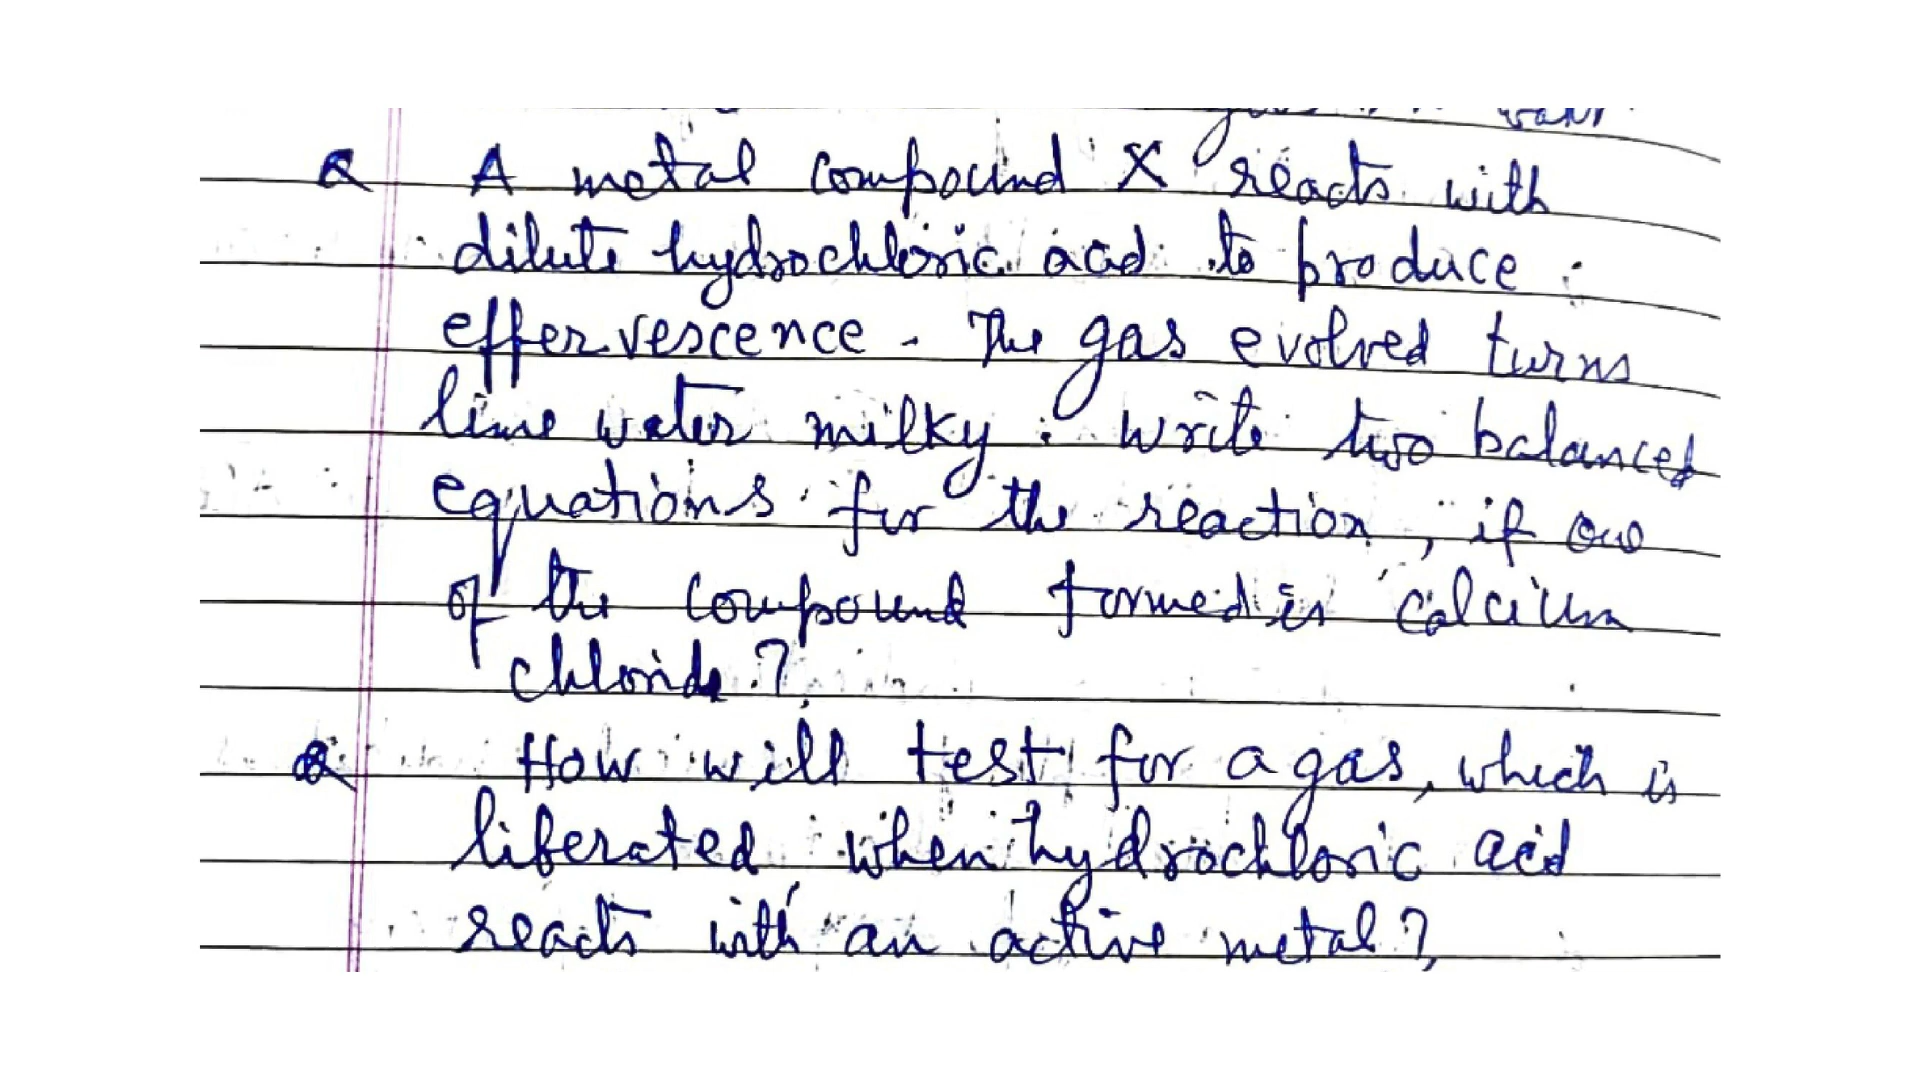 Q A metal compound X reacts with
dilute hydrochloric acid to produce
effervescence. The gas evolved turns
lime water milky. Write two balanced
equations for the reaction, if one
of the compound formed is calcium
chloride?
Q How will test for a gas, which is
liberated when hydrochloric acid
reacts with an active metal?